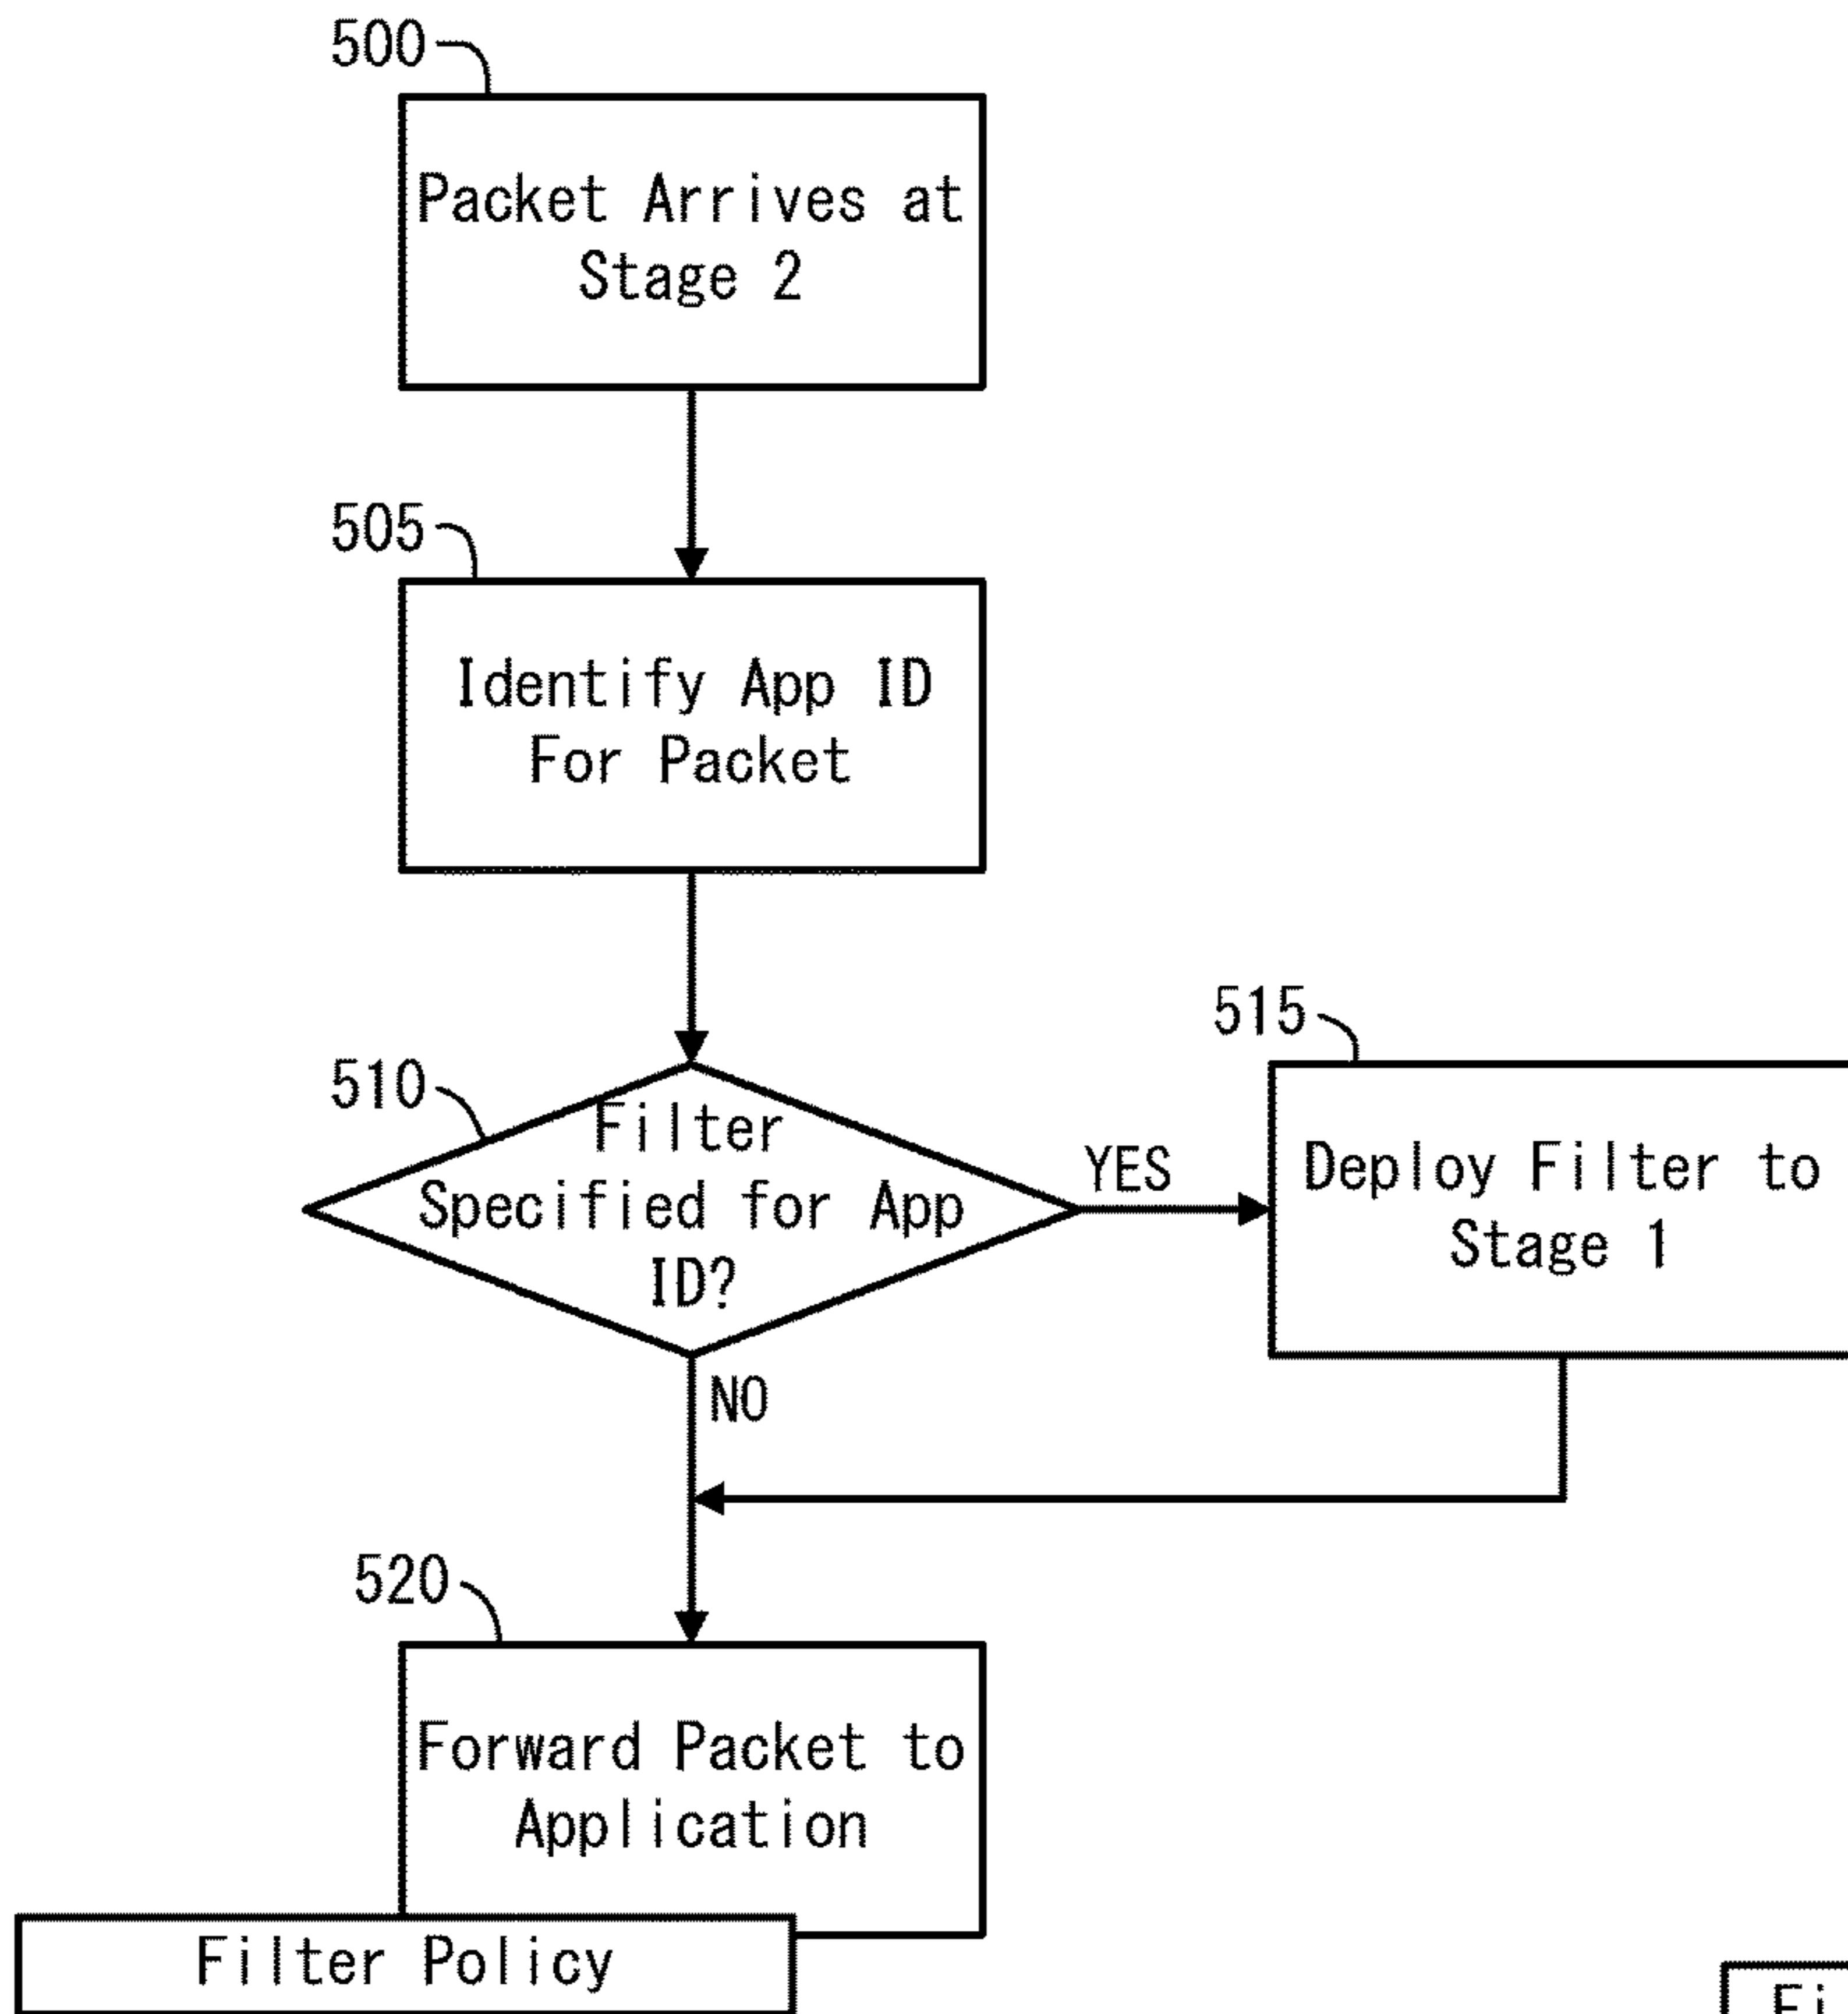 500
Packet Arrives at
Stage 2
505
Identify App ID
For Packet
510
Filter
Specified for App
ID?
YES
515
Deploy Filter to
Stage 1
NO
520
Forward Packet to
Application
Filter Policy